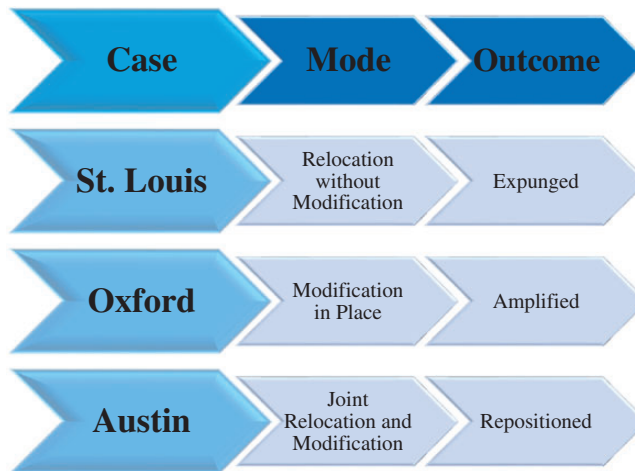 Case
Mode
Outcome
St. Louis
Relocation
without
Modification
Expunged
Oxford
Modification
in Place
Amplified
Austin
Joint
Relocation and
Modification
Repositioned